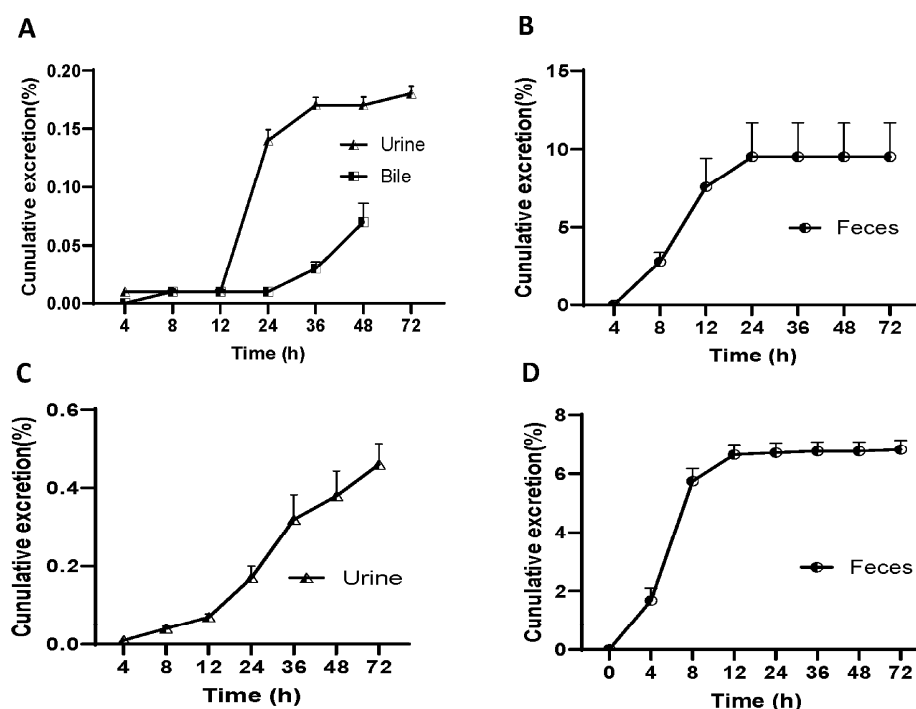 A
Cunulative excretion(%)
0.20
0.15
0.10
0.05
0.00
Urine
Bile
4 8 12 24 36 48 72
Time (h)
B
Cunulative excretion(%)
15
10
5
0
Feces
4 8 12 24 36 48 72
Time (h)
C
Cunulative excretion(%)
0.6
0.4
0.2
0.0
Urine
4 8 12 24 36 48 72
Time (h)
D
Cunulative excretion(%)
8
6
4
2
0
Feces
0 4 8 12 24 36 48 72
Time (h)